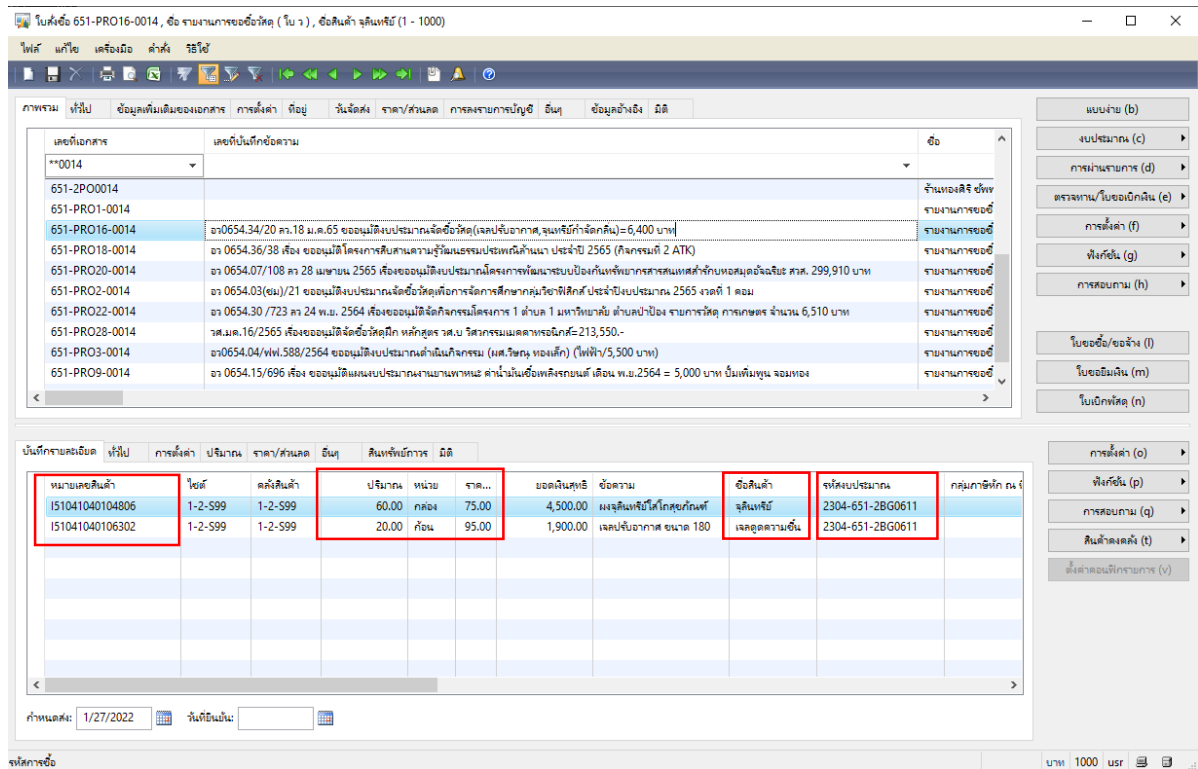 ใบสั่งซื้อ 651-PRO16-0014 , ชื่อ รายงานการขอซื้อวัสดุ ( ใบ ว ) , ชื่อสินค้า จุลินทรีย์ (1 - 1000)
ไฟล์ แก้ไข เครื่องมือ คำสั่ง วิธีใช้
ภาพรวม ทั่วไป ข้อมูลเพิ่มเติมของเอกสาร การตั้งค่า ที่อยู่ วันจัดส่ง ราคา/ส่วนลด การลงรายการบัญชี อื่นๆ ข้อมูลอ้างอิง มิติ
แบบง่าย (b)
งบประมาณ (c)
การผ่านรายการ (d)
ตรวจทาน/ใบขอเบิกเงิน (e)
การตั้งค่า (f)
ฟังก์ชัน (g)
การสอบถาม (h)
ใบขอซื้อ/ขอจ้าง (l)
ใบขอยืมเงิน (m)
ใบเบิกพัสดุ (n)
เลขที่เอกสาร เลขที่บันทึกข้อความ ชื่อ
**0014
651-2PO0014 ร้านทองสิริ ซัพพ
651-PRO1-0014 รายงานการขอซื้
651-PRO16-0014 อว0654.34/20 ลว.18 ม.ค.65 ขออนุมัติงบประมาณจัดซื้อวัสดุ(เจลปรับอากาศ,จุนทรีย์กำจัดกลิ่น)=6,400 บาท รายงานการขอซื้
651-PRO18-0014 อว 0654.36/38 เรื่อง ขออนุมัติโครงการสืบสานความรู้วัฒนธรรมประเพณีล้านนา ประจำปี 2565 (กิจกรรมที่ 2 ATK) รายงานการขอซื้
651-PRO20-0014 อว 0654.07/108 ลว 28 เมษายน 2565 เรื่องขออนุมัติงบประมาณโครงการพัฒนาระบบป้องกันทรัพยากรสารสนเทศสำรักบหอสมุดอัจฉริยะ สวส. 299,910 บาท รายงานการขอซื้
651-PRO2-0014 อว 0654.03(ชม)/21 ขออนุมัติงบประมาณจัดซื้อวัสดุเพื่อการจัดการศึกษากลุ่มวิชาฟิสิกส์ ประจำปีงบประมาณ 2565 งวดที่ 1 ดอม รายงานการขอซื้
651-PRO22-0014 อว 0654.30 /723 ลว 24 พ.ย. 2564 เรื่องขออนุมัติจัดกิจกรรมโครงการ 1 ตำบล 1 มหาวิทยาลัย ตำบลป่าป้อง รายการวัสดุ การเกษตร จำนวน 6,510 บาท รายงานการขอซื้
651-PRO28-0014 วศ.มค.16/2565 เรื่องขออนุมัติจัดซื้อวัสดุฝึก หลักสูตร วศ.บ วิศวกรรมเมคคาทรอนิกส์=213,550.- รายงานการขอซื้
651-PRO3-0014 อว0654.04/ฟฟ.588/2564 ขออนุมัติงบประมาณดำเนินกิจกรรม (ผศ.วิษณุ ทองเล็ก) (ไฟฟ้า/5,500 บาท) รายงานการขอซื้
651-PRO9-0014 อว 0654.15/696 เรื่อง ขออนุมัติแผนงบประมาณงานยานพาหนะ ค่าน้ำมันเชื้อเพลิงรถยนต์ เดือน พ.ย.2564 = 5,000 บาท ปั๊มเพิ่มพูน จอมทอง รายงานการขอซื้
บันทึกรายละเอียด ทั่วไป การตั้งค่า ปริมาณ ราคา/ส่วนลด อื่นๆ สินทรัพย์ถาวร มิติ
การตั้งค่า (o)
ฟังก์ชัน (p)
การสอบถาม (q)
สินค้าคงคลัง (t)
ตั้งค่าคอนฟิกรายการ (v)
หมายเลขสินค้า ไซต์ คลังสินค้า ปริมาณ หน่วย ราค... ยอดเงินสุทธิ ข้อความ ชื่อสินค้า รหัสงบประมาณ กลุ่มภาษีหัก ณ
I51041040104806 1-2-S99 1-2-S99 60.00 กล่อง 75.00 4,500.00 ผงจุลินทรีย์ใส่โถสุขภัณฑ์ จุลินทรีย์ 2304-651-2BG0611
I51041040106302 1-2-S99 1-2-S99 20.00 ก้อน 95.00 1,900.00 เจลปรับอากาศ ขนาด 180 เจลดูดความชื้น 2304-651-2BG0611
กำหนดส่ง: 1/27/2022 วันที่ยืนยัน:
รหัสการซื้อ บาท 1000 usr